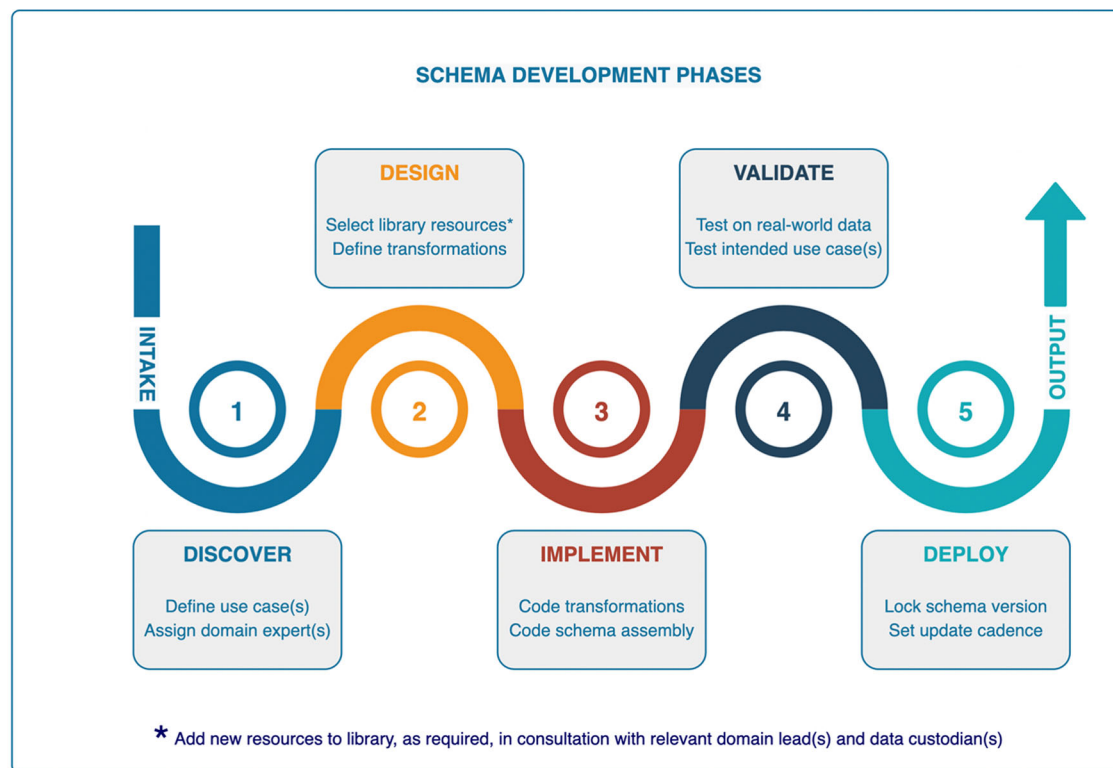 SCHEMA DEVELOPMENT PHASES
DESIGN
Select library resources*
Define transformations
VALIDATE
Test on real-world data
Test intended use case(s)
INTAKE
1
2
3
4
5
OUTPUT
DISCOVER
Define use case(s)
Assign domain expert(s)
IMPLEMENT
Code transformations
Code schema assembly
DEPLOY
Lock schema version
Set update cadence
* Add new resources to library, as required, in consultation with relevant domain lead(s) and data custodian(s)